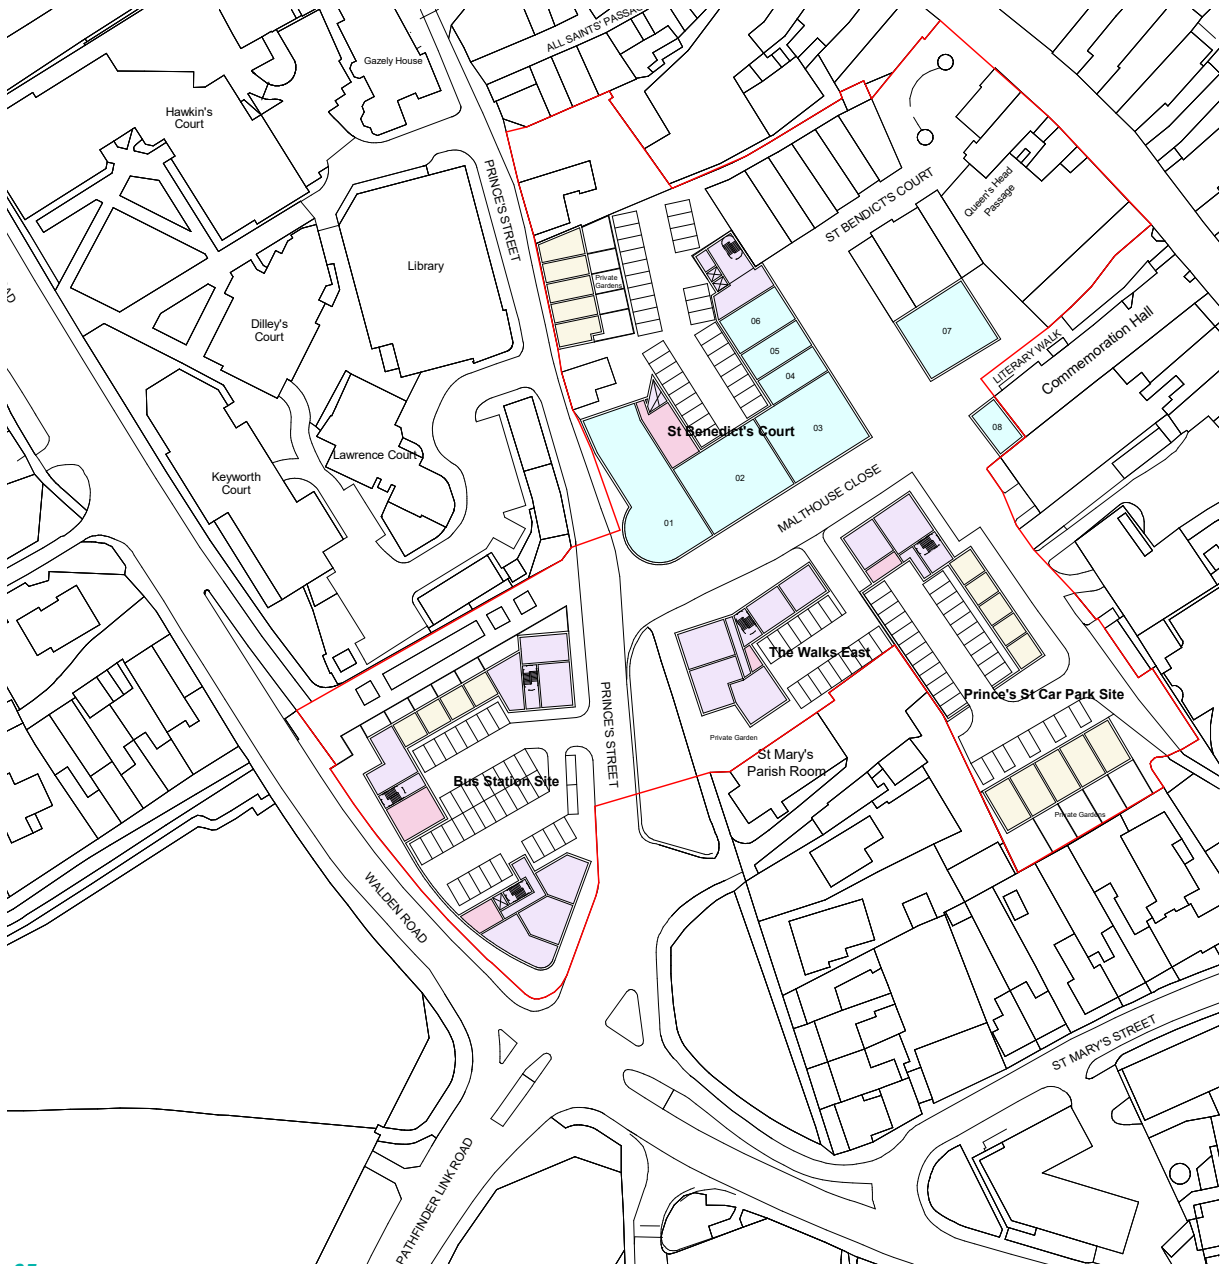 ALL SAINTS' PASSA
Gazely House
Hawkin's
Court
PRINCE'S STREET
ST BENDICT'S COURT
Queen's Head
Passage
Library
Private
Gardens
AD
Dilley's
Court
06
05
04
07
LITERARY WALK
Commemoration Hall
08
St Benedict's Court
03
Lawrence Court
Keyworth
Court
02
MALTHOUSE CLOSE
01
The Walks East
Prince's St Car Park Site
PRINCE'S STREET
Private Garden
St Mary's
Parish Room
Bus Station Site
Private Gardens
WALDEN ROAD
ST MARY'S STREET
PATHFINDER LINK ROAD